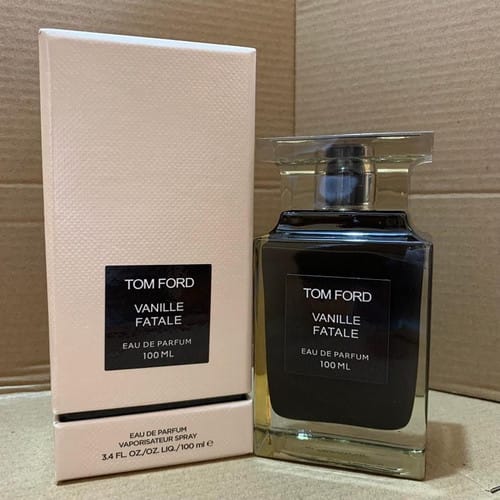 TOM FORD
VANILLE
FATALE
EAU DE PARFUM
100 ML
EAU DE PARFUM
VAPORISATEUR SPRAY
3.4 FL. OZ./OZ. LIQ./100 ml ℮
TOM FORD
VANILLE
FATALE
EAU DE PARFUM
100 ML